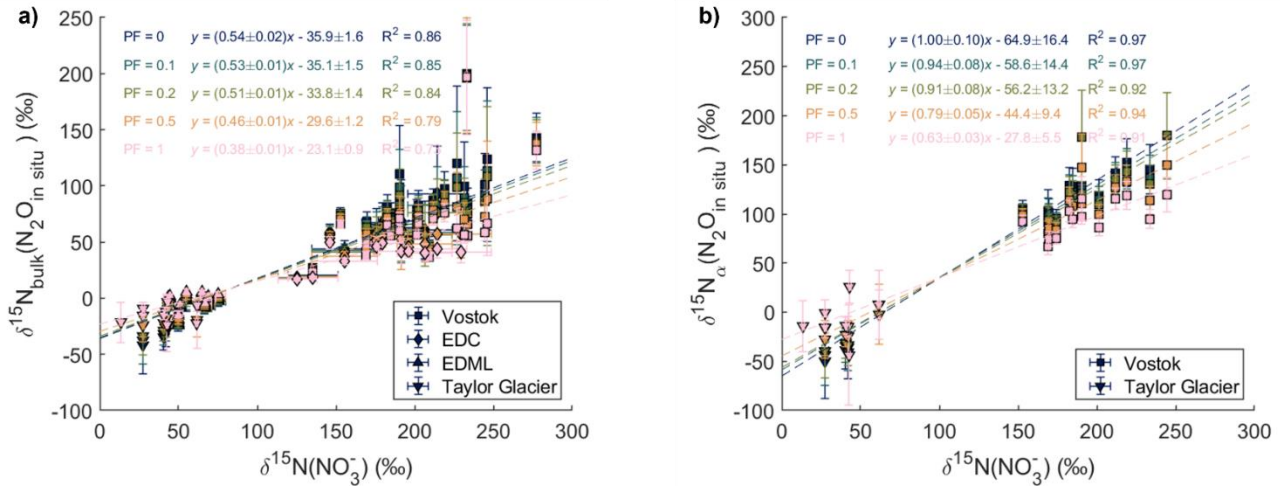 a)
PF = 0 y = (0.54±0.02)x - 35.9±1.6 R² = 0.86
PF = 0.1 y = (0.53±0.01)x - 35.1±1.5 R² = 0.85
PF = 0.2 y = (0.51±0.01)x - 33.8±1.4 R² = 0.84
PF = 0.5 y = (0.46±0.01)x - 29.6±1.2 R² = 0.79
PF = 1 y = (0.38±0.01)x - 23.1±0.9
250
200
150
100
50
0
-50
-100
δ¹⁵N_bulk(N₂O_in situ) (‰)
Vostok
EDC
EDML
Taylor Glacier
0 50 100 150 200 250 300
δ¹⁵N(NO₃⁻) (‰)
b)
PF = 0 y = (1.00±0.10)x - 64.9±16.4 R² = 0.97
PF = 0.1 y = (0.94±0.08)x - 58.6±14.4 R² = 0.97
PF = 0.2 y = (0.91±0.08)x - 56.2±13.2 R² = 0.92
PF = 0.5 y = (0.79±0.05)x - 44.4±9.4 R² = 0.94
PF = 1 y = (0.63±0.03)x - 27.8±5.5 R² = 0.91
300
250
200
150
100
50
0
-50
-100
δ¹⁵N_α(N₂O_in situ) (‰)
Vostok
Taylor Glacier
0 50 100 150 200 250 300
δ¹⁵N(NO₃⁻) (‰)